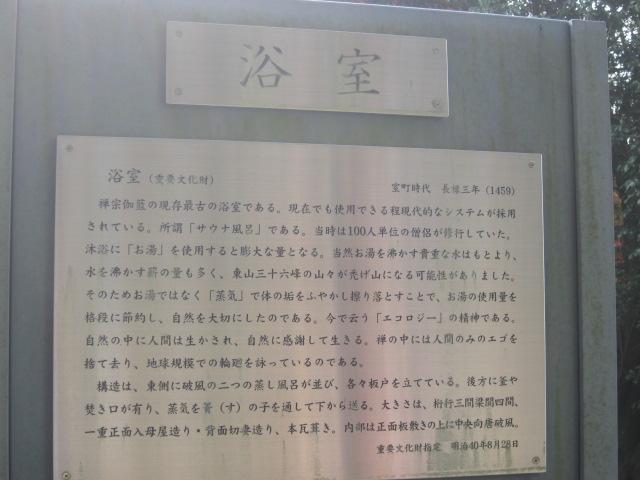 浴室
浴室（重要文化財）
室町時代　長禄三年（1459）
禅宗伽藍の現存最古の浴室である。現在でも使用できる程現代的なシステムが採用
されている。所謂「サウナ風呂」である。当時は100人単位の僧侶が修行していた。
沐浴に「お湯」を使用すると膨大な量となる。当然お湯を沸かす貴重な水はもとより、
水を沸かす薪の量も多く、東山三十六峰の山々が禿げ山になる可能性がありました。
そのためお湯ではなく「蒸気」で体の垢をふやかし擦り落とすことで、お湯の使用量を
格段に節約し、自然を大切にしたのである。今で云う「エコロジー」の精神である。
自然の中に人間は生かされ、自然に感謝して生きる。禅の中には人間のみのエゴを
捨て去り、地球規模での輪廻を詠っているのである。
構造は、東側に破風の二つの蒸し風呂が並び、各々板戸を立てている。後方に釜や
焚き口が有り、蒸気を簀（す）の子を通して下から送る。大きさは、桁行三間梁間四間、
一重正面入母屋造り・背面切妻造り、本瓦葺き。内部は正面板敷きの上に中央向唐破風。
重要文化財指定　明治40年8月28日